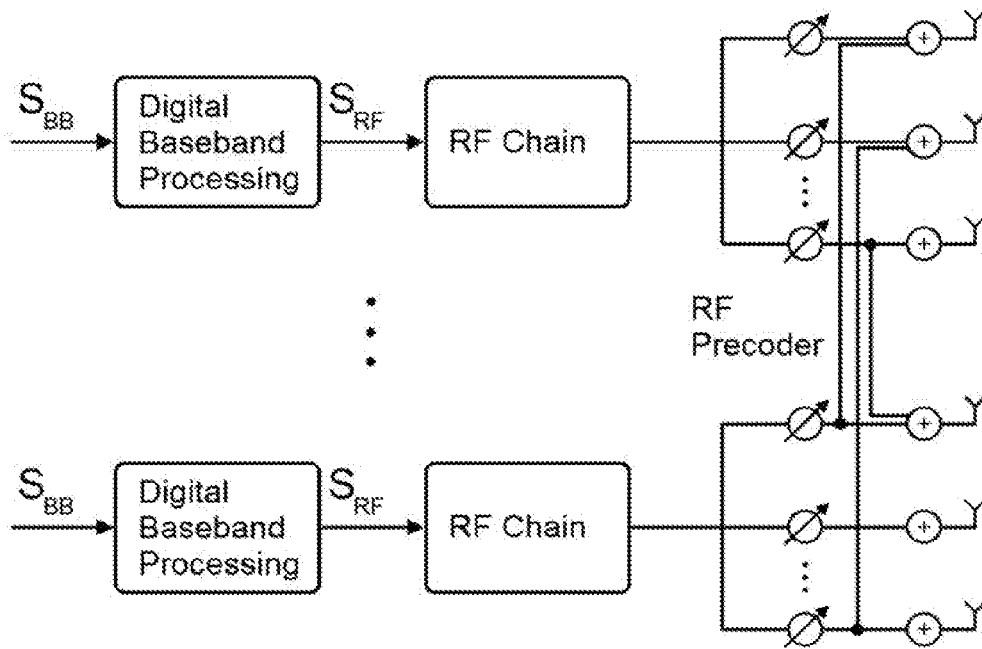 S_BB
Digital
Baseband
Processing
S_RF
RF Chain
RF
Precoder
S_BB
Digital
Baseband
Processing
S_RF
RF Chain